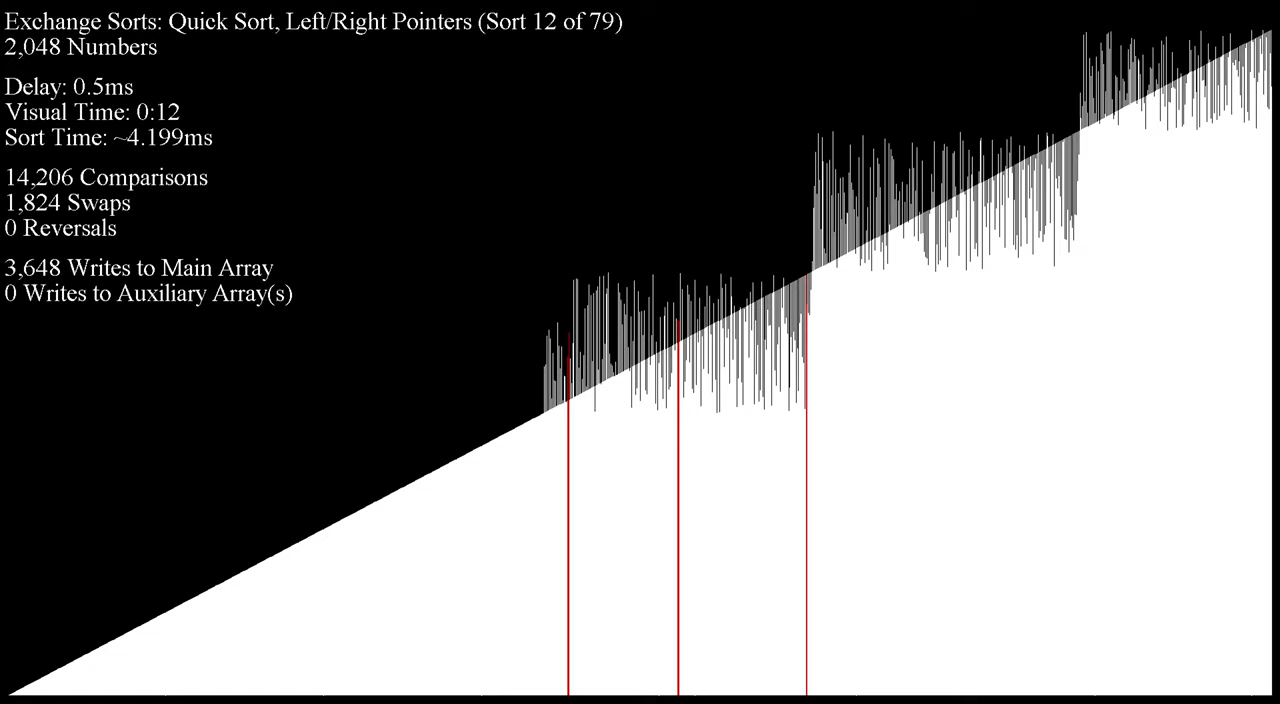 Exchange Sorts: Quick Sort, Left/Right Pointers (Sort 12 of 79)
2,048 Numbers
Delay: 0.5ms
Visual Time: 0:12
Sort Time: ~4.199ms
14,206 Comparisons
1,824 Swaps
0 Reversals
3,648 Writes to Main Array
0 Writes to Auxiliary Array(s)